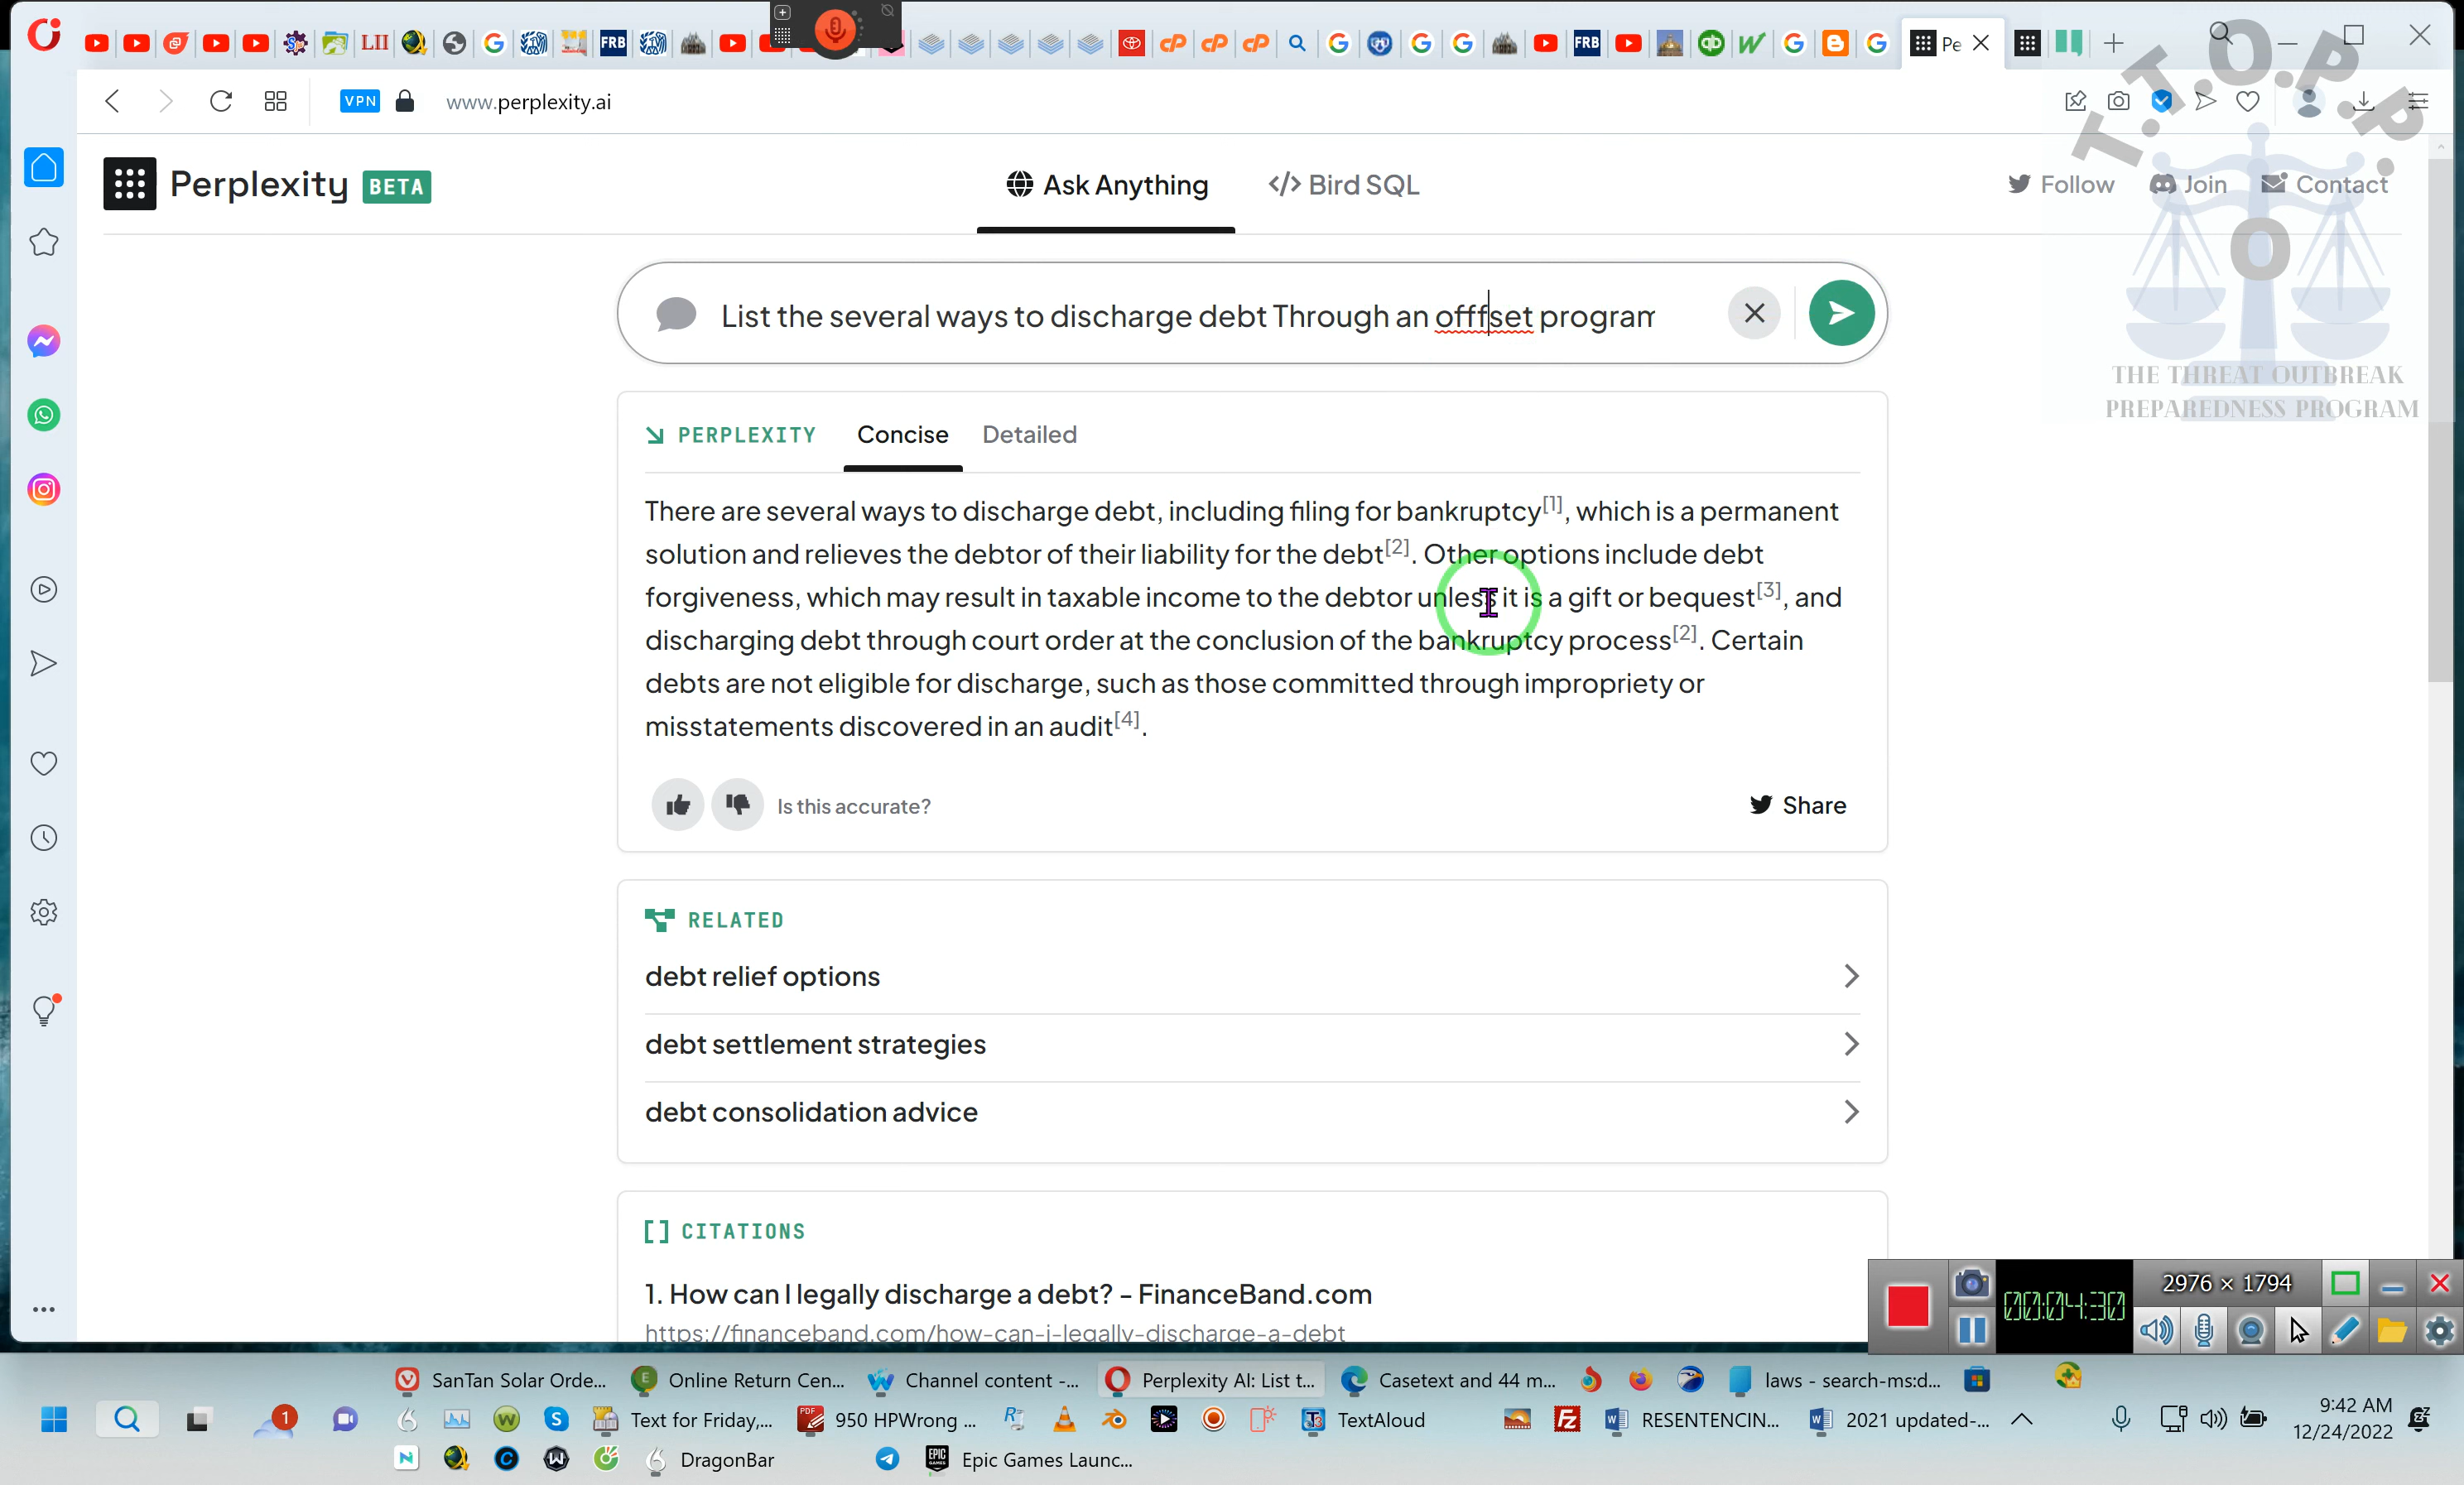 LII
FRB
FRB
Pe
VPN
www.perplexity.ai
T.T.O.P.P.
O
THE THREAT OUTBREAK
PREPAREDNESS PROGRAM
Perplexity BETA
Ask Anything
</> Bird SQL
Follow
Join
Contact
List the several ways to discharge debt Through an offfset program
PERPLEXITY
Concise
Detailed
There are several ways to discharge debt, including filing for bankruptcy[1], which is a permanent
solution and relieves the debtor of their liability for the debt[2]. Other options include debt
forgiveness, which may result in taxable income to the debtor unless it is a gift or bequest[3], and
discharging debt through court order at the conclusion of the bankruptcy process[2]. Certain
debts are not eligible for discharge, such as those committed through impropriety or
misstatements discovered in an audit[4].
Is this accurate?
Share
RELATED
debt relief options
debt settlement strategies
debt consolidation advice
[] CITATIONS
1. How can I legally discharge a debt? - FinanceBand.com
https://financeband.com/how-can-i-legally-discharge-a-debt
00:04:30
2976 × 1794
SanTan Solar Orde...
Online Return Cen...
Channel content -...
Perplexity AI: List t...
Casetext and 44 m...
laws - search-ms:d...
1
Text for Friday,...
950 HPWrong ...
TextAloud
RESENTENCIN...
2021 updated-...
9:42 AM
12/24/2022
DragonBar
Epic Games Launc...